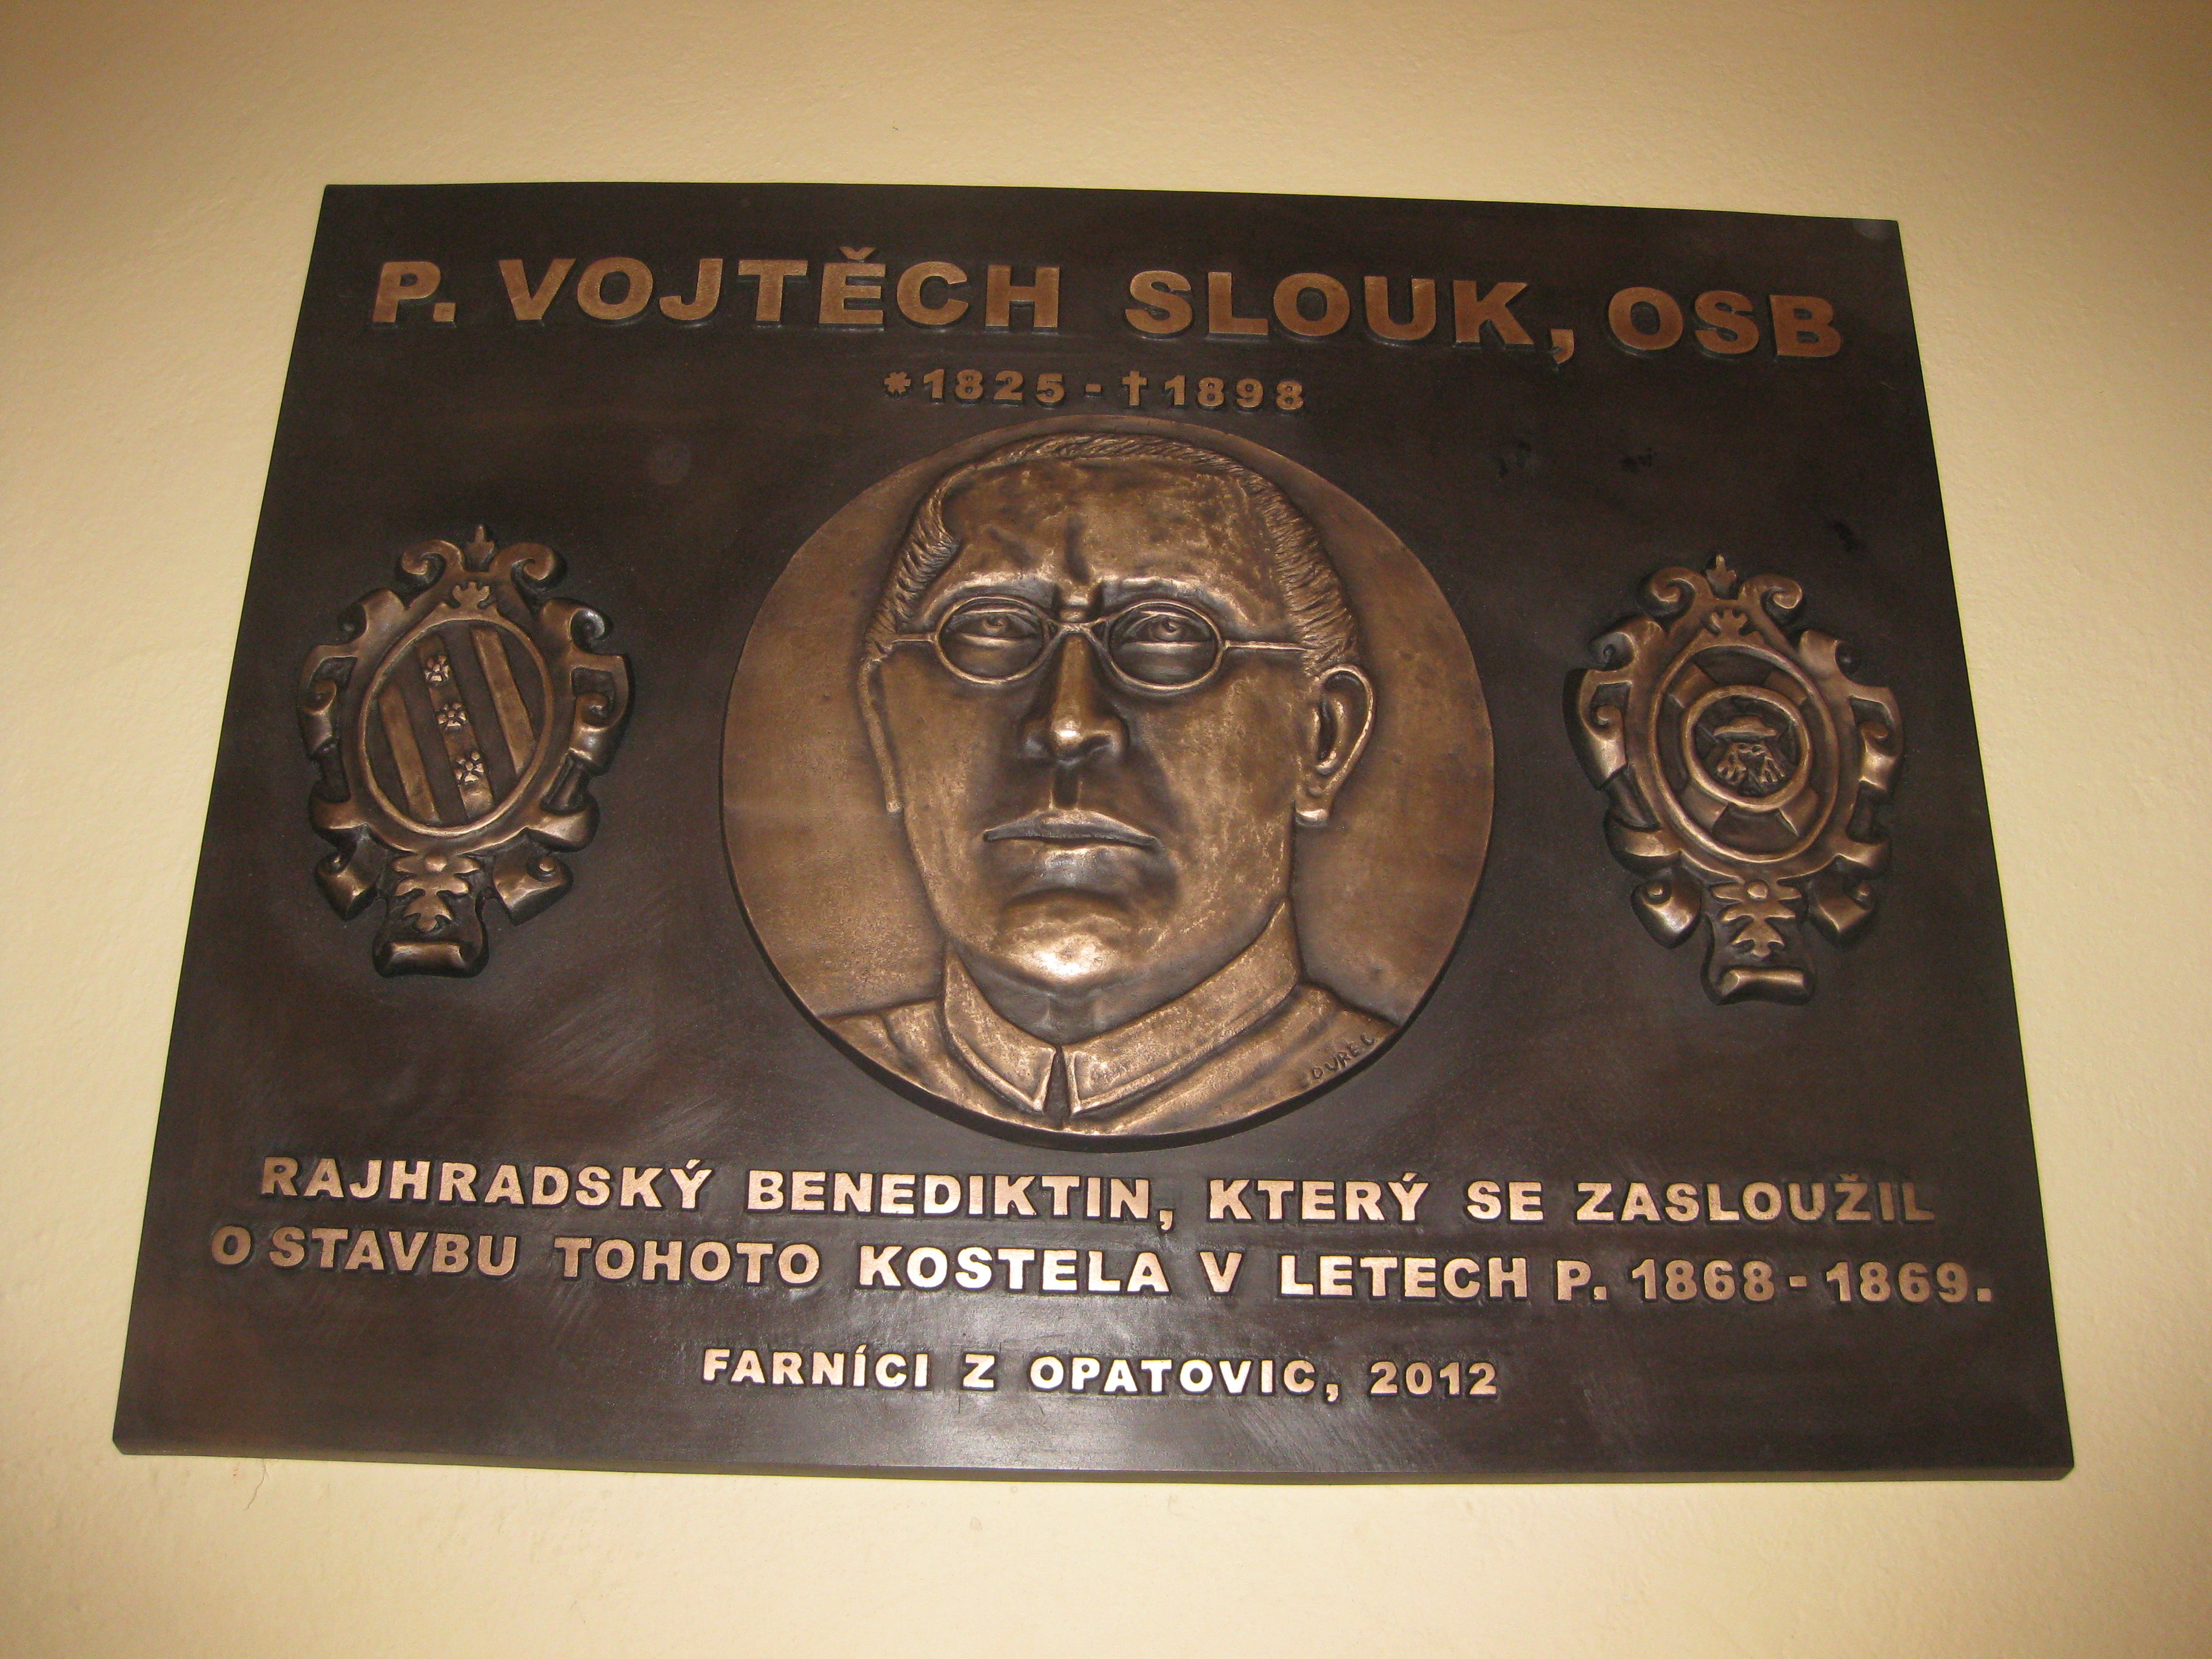 P. VOJTĚCH SLOUK, OSB
*1825 - †1898
RAJHRADSKÝ BENEDIKTIN, KTERÝ SE ZASLOUŽIL
O STAVBU TOHOTO KOSTELA V LETECH P. 1868 - 1869.
FARNÍCI Z OPATOVIC, 2012